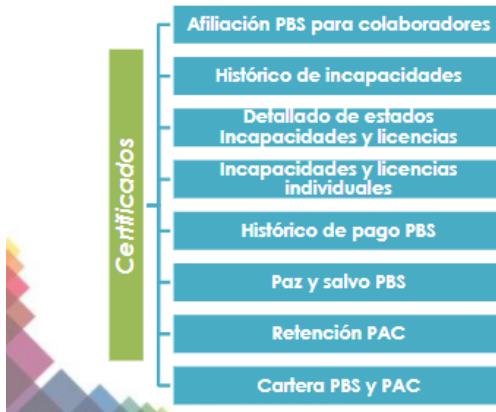 Certificados
Afiliación PBS para colaboradores
Histórico de incapacidades
Detallado de estados
Incapacidades y licencias
Incapacidades y licencias
individuales
Histórico de pago PBS
Paz y salvo PBS
Retención PAC
Cartera PBS y PAC